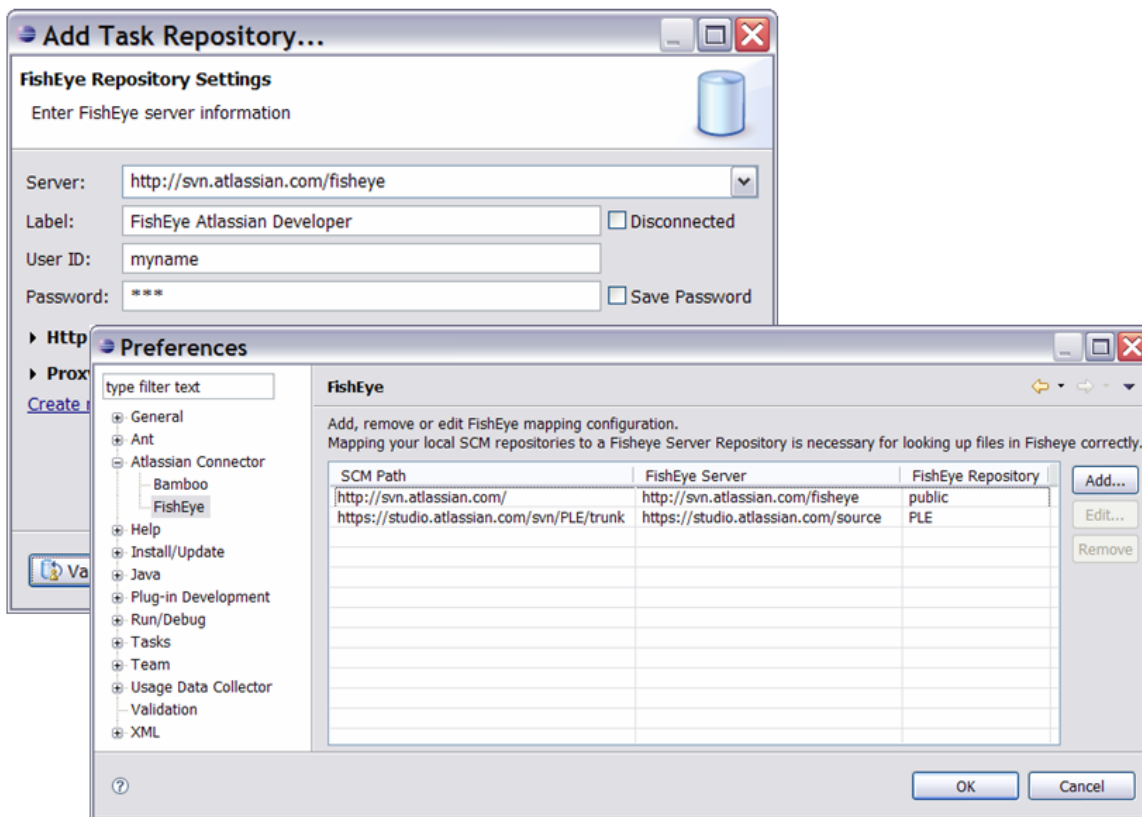 Add Task Repository...
FishEye Repository Settings
Enter FishEye server information
Server: http://svn.atlassian.com/fisheye
Label: FishEye Atlassian Developer Disconnected
User ID: myname
Password: *** Save Password
Http
Create
Va
Preferences
type filter text
General
Ant
Atlassian Connector
Bamboo
FishEye
Help
Install/Update
Java
Plug-in Development
Run/Debug
Tasks
Team
Usage Data Collector
Validation
XML
FishEye
Add, remove or edit FishEye mapping configuration.
Mapping your local SCM repositories to a Fisheye Server Repository is necessary for looking up files in Fisheye correctly.
SCM Path FishEye Server FishEye Repository
http://svn.atlassian.com/ http://svn.atlassian.com/fisheye public
https://studio.atlassian.com/svn/PLE/trunk https://studio.atlassian.com/source PLE
Add...
Edit...
Remove
OK Cancel